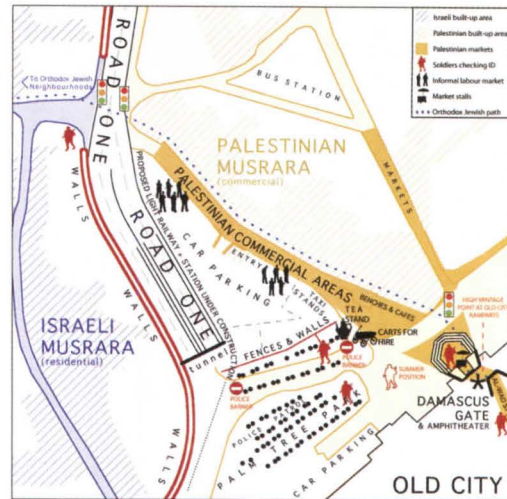 Israeli built-up area
Palestinian built-up area
Palestinian markets
Soldiers checking ID
Informal labour market
Market stalls
Orthodox Jewish path
To Orthodox Jewish
Neighbourhoods
ROAD ONE
BUS STATION
PALESTINIAN
MUSRARA
(commercial)
MARKETS
WALLS
PROPOSED LIGHT RAILWAY + STATION UNDER CONSTRUCTION
PALESTINIAN COMMERCIAL AREAS
CAR PARKING
ENTRY
TAXI
STANDS
BENCHES & CAFES
ROAD ONE
WALLS
ISRAELI
MUSRARA
(residential)
tunnel
FENCES & WALLS
TEA
STAND
CARTS FOR
HIRE
HIGH VANTAGE
POINT AT OLD CITY
RAMPARTS
POLICE
BARRIER
POLICE
BARRIER
SUMMER
POSITION
DAMASCUS
GATE
& AMPHITHEATER
WALLS
POLICE PATROL
PALM TREE PARK
CAR PARKING
OLD CITY